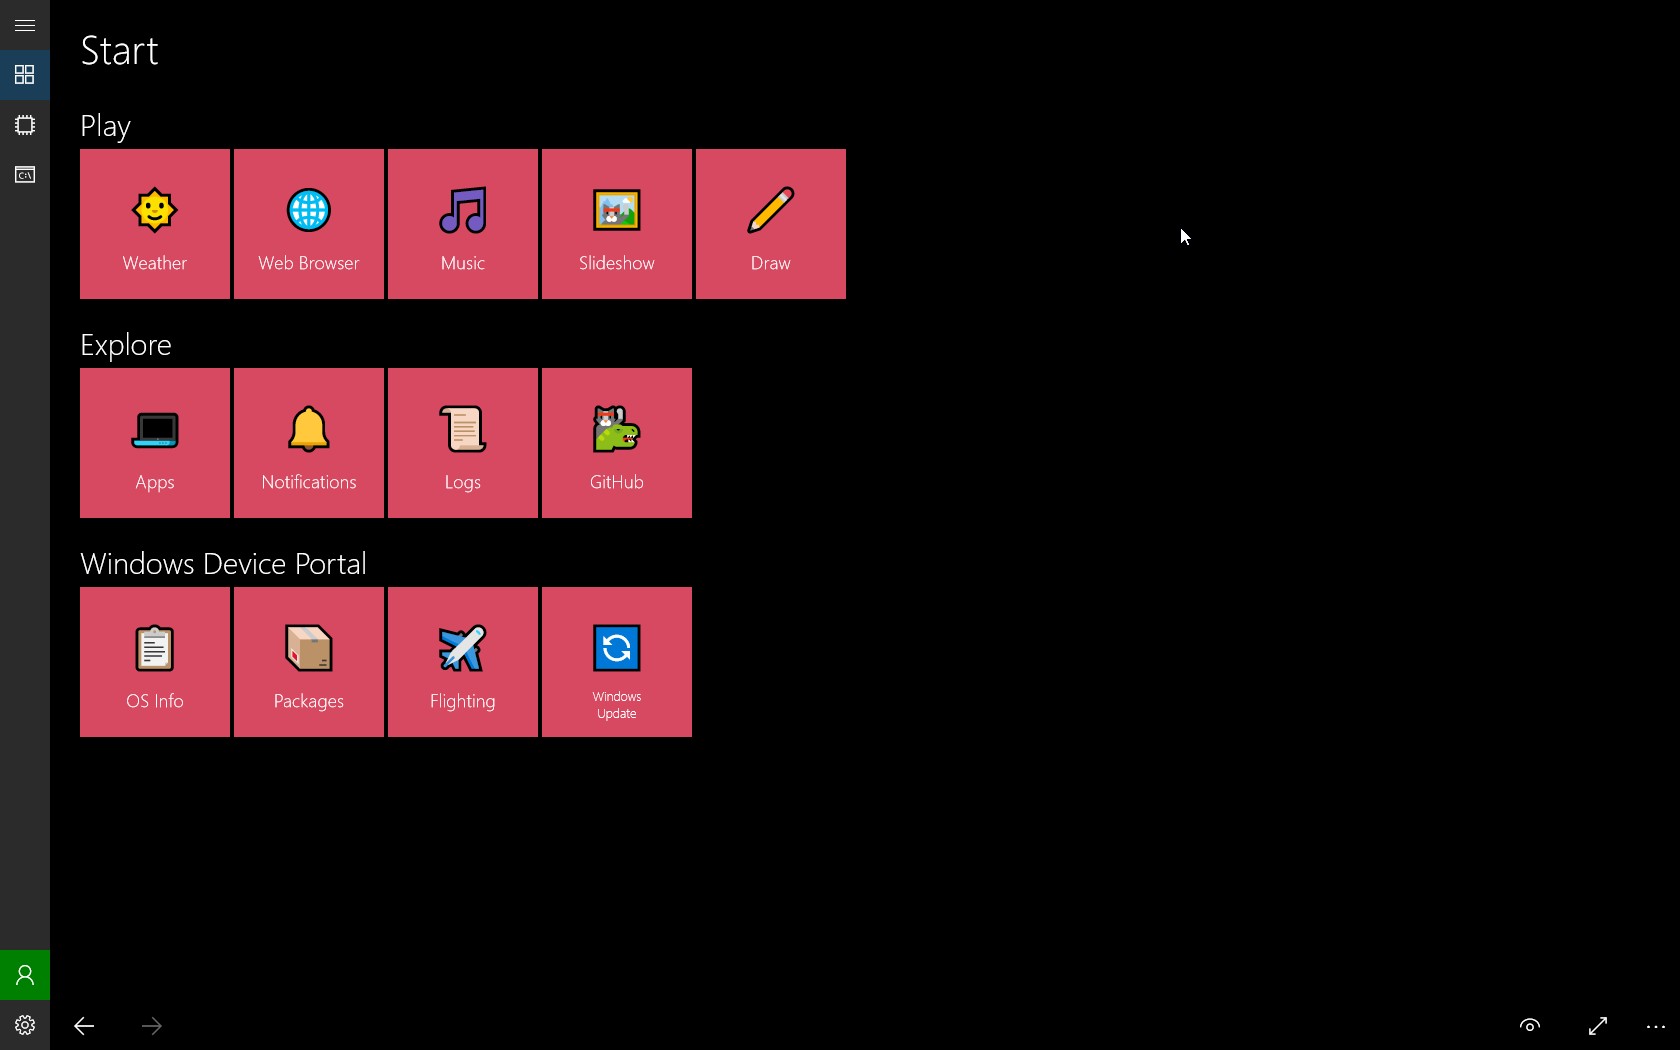 Start
Play
Weather
Web Browser
Music
Slideshow
Draw
Explore
Apps
Notifications
Logs
GitHub
Windows Device Portal
OS Info
Packages
Flighting
Windows
Update
C:\